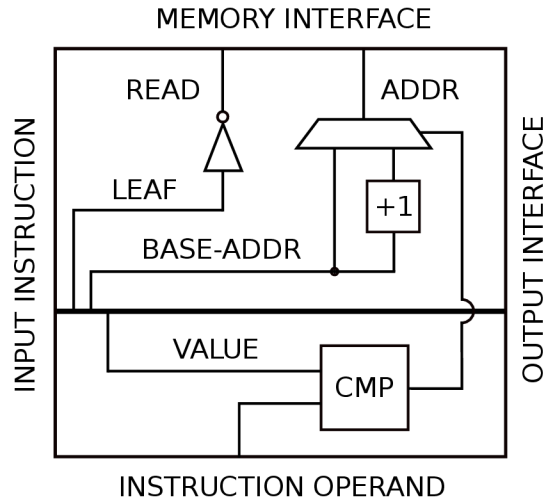 MEMORY INTERFACE
READ
ADDR
INPUT INSTRUCTION
OUTPUT INTERFACE
LEAF
+1
BASE-ADDR
VALUE
CMP
INSTRUCTION OPERAND